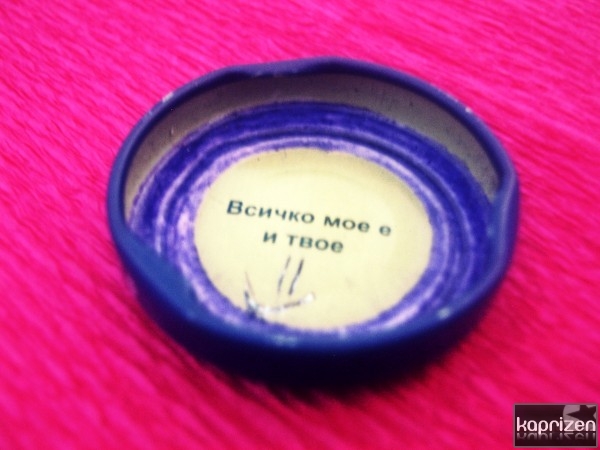 Всичко мое е
и твое
kaprizen